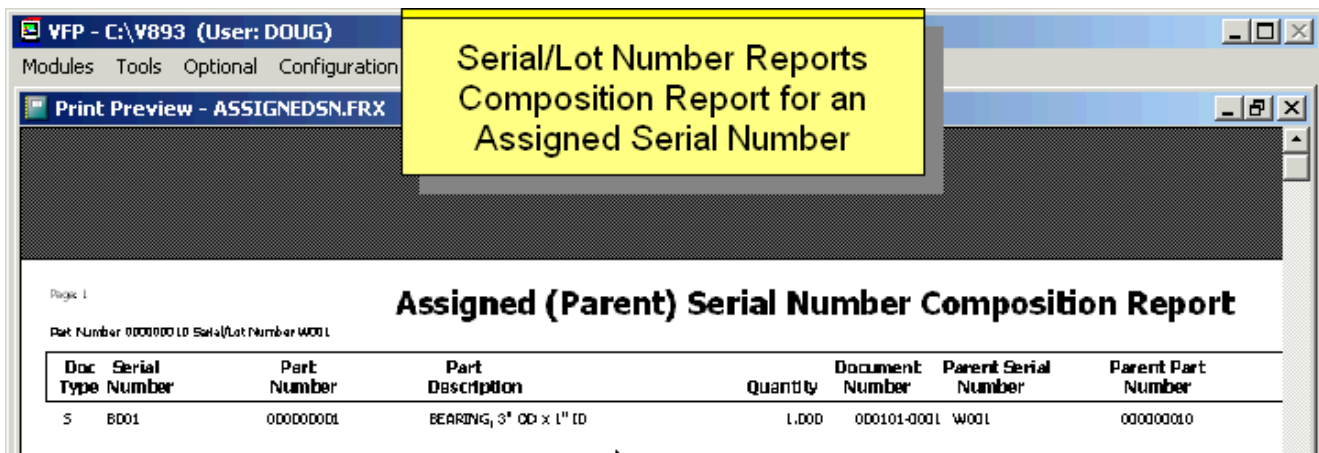 VFP - C:\V893 (User: DOUG)
Modules Tools Optional Configuration
Serial/Lot Number Reports
Composition Report for an
Assigned Serial Number
Print Preview - ASSIGNEDSN.FRX
Page: 1
Assigned (Parent) Serial Number Composition Report
Part Number 000000010 Serial/Lot Number W001
Doc Serial Part Part Document Parent Serial Parent Part
Type Number Number Description Quantity Number Number Number
S B001 000000001 BEARING, 3" OD x 1" ID 1.000 000101-0001 W001 000000010